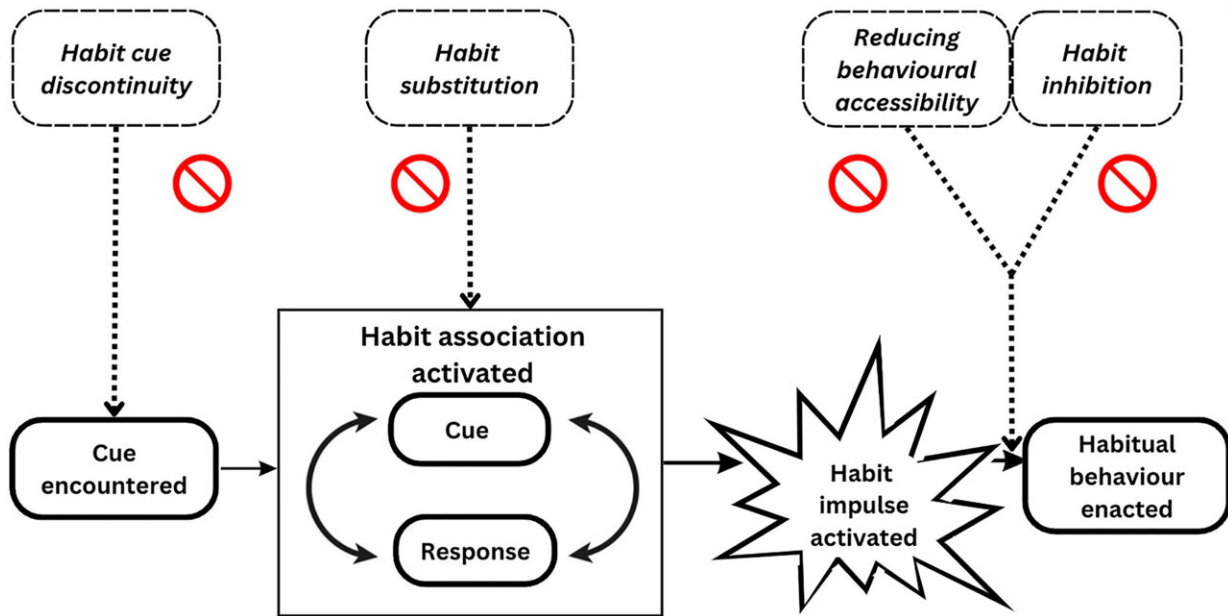 Habit cue
discontinuity
Habit
substitution
Reducing
behavioural
accessibility
Habit
inhibition
Cue
encountered
Habit association
activated
Cue
Response
Habit
impulse
activated
Habitual
behaviour
enacted